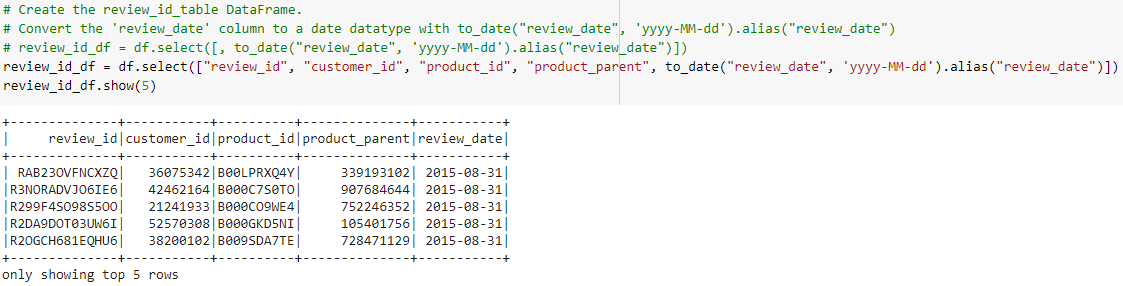 # Create the review_id_table DataFrame.
# Convert the 'review_date' column to a date datatype with to_date("review_date", 'yyyy-MM-dd').alias("review_date")
# review_id_df = df.select([, to_date("review_date", 'yyyy-MM-dd').alias("review_date")])
review_id_df = df.select(["review_id", "customer_id", "product_id", "product_parent", to_date("review_date", 'yyyy-MM-dd').alias("review_date")])
review_id_df.show(5)
+--------------+-----------+----------+--------------+-----------+
|     review_id|customer_id|product_id|product_parent|review_date|
+--------------+-----------+----------+--------------+-----------+
| RAB23OVFNCXZQ|   36075342|B00LPRXQ4Y|     339193102| 2015-08-31|
|R3NORADVJO6IE6|   42462164|B000C7S0TO|     907684644| 2015-08-31|
|R299F4SO98S5OO|   21241933|B000CO9WE4|     752246352| 2015-08-31|
|R2DA9DOT03UW6I|   52570308|B000GKD5NI|     105401756| 2015-08-31|
|R2OGCH681EQHU6|   38200102|B009SDA7TE|     728471129| 2015-08-31|
+--------------+-----------+----------+--------------+-----------+
only showing top 5 rows